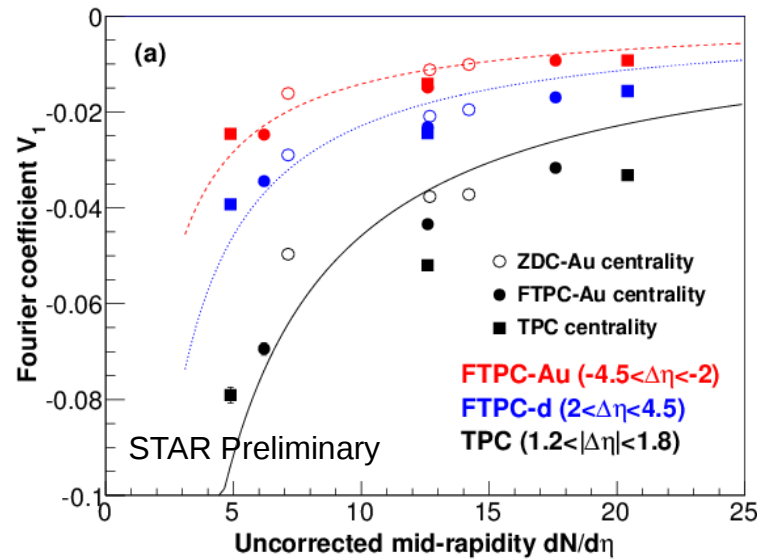 (a)
0
-0.02
-0.04
-0.06
-0.08
-0.1
Fourier coefficient V1
ZDC-Au centrality
FTPC-Au centrality
TPC centrality
FTPC-Au (-4.5<Δη<-2)
FTPC-d (2<Δη<4.5)
TPC (1.2<|Δη|<1.8)
STAR Preliminary
0 5 10 15 20 25
Uncorrected mid-rapidity dN/dη